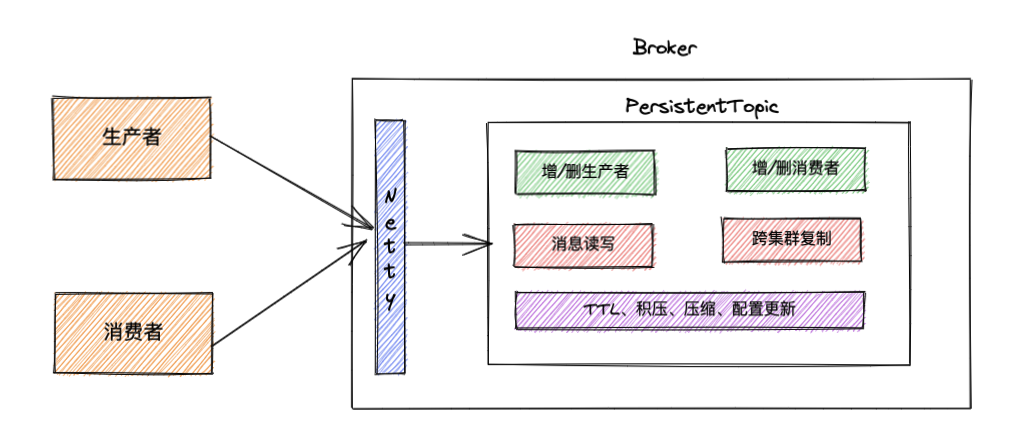 Broker
生产者
消费者
Netty
PersistentTopic
增/删生产者
增/删消费者
消息读写
跨集群复制
TTL、积压、压缩、配置更新